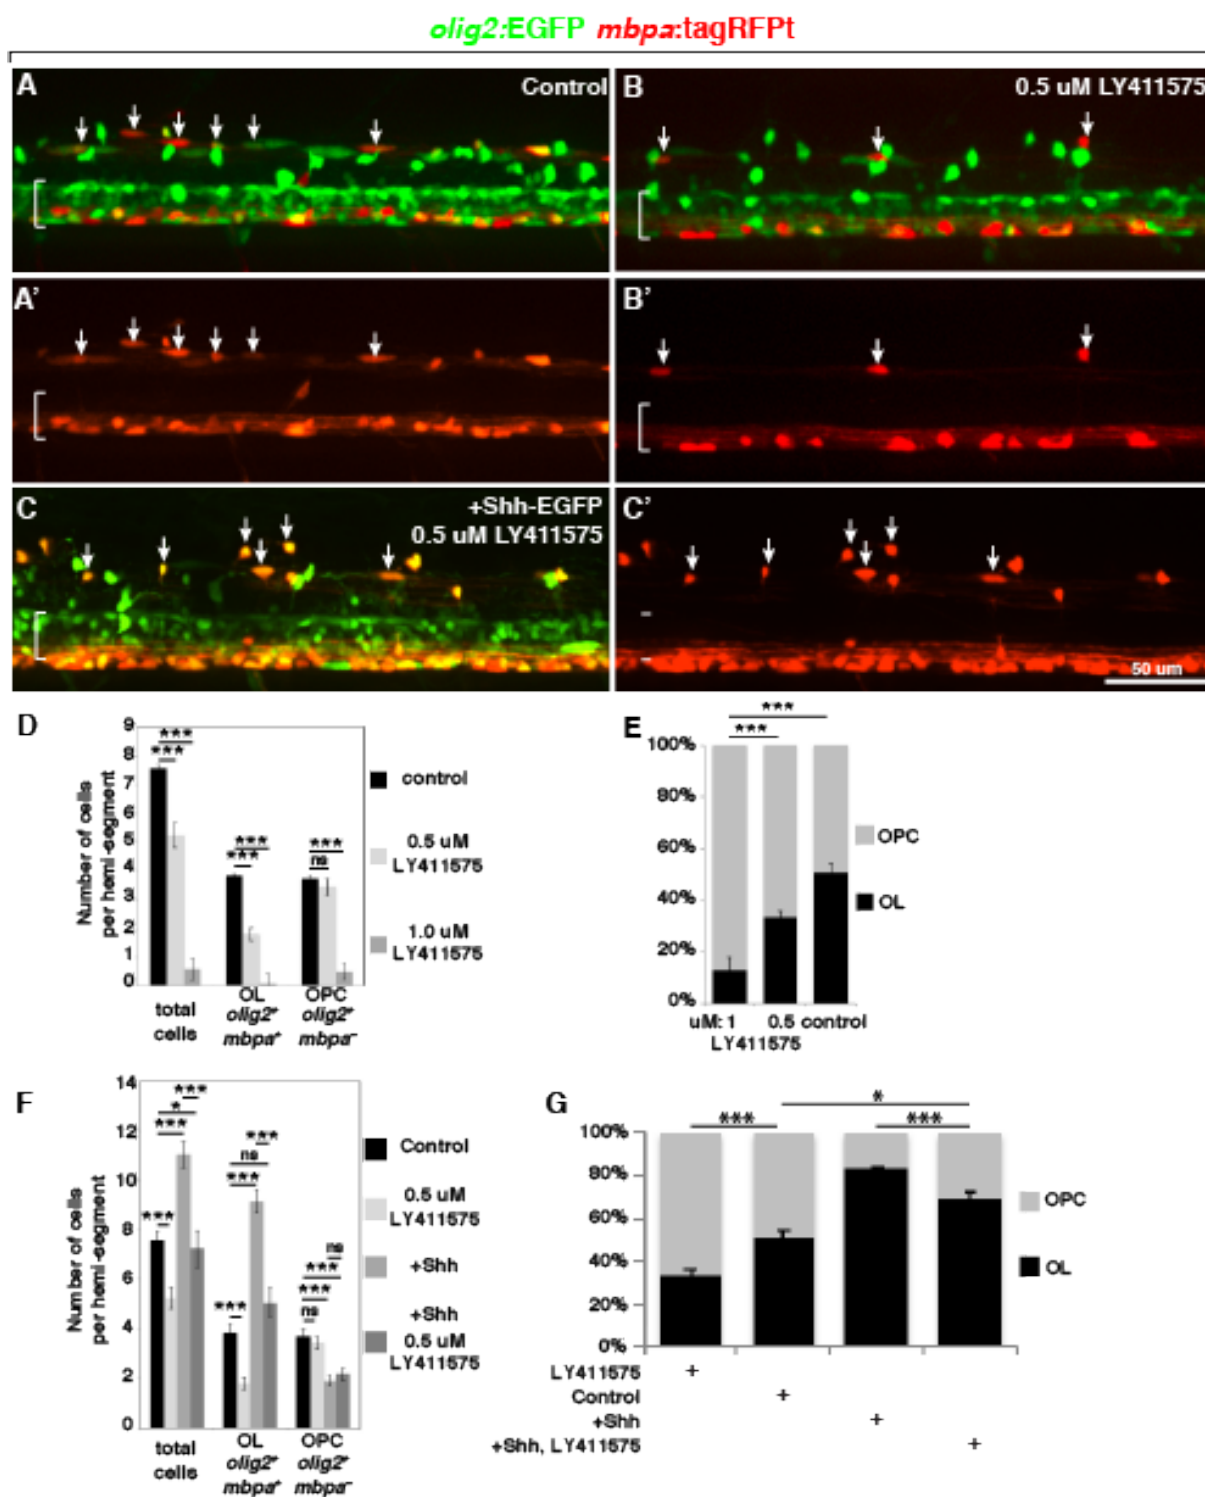 olig2:EGFP mbpa:tagRFPt
A Control B 0.5 uM LY411575
A' B'
C +Shh-EGFP C'
0.5 uM LY411575
50 um
D
9
8
7
6
5
4
3
2
1
0
Number of cells
per hemi-segment
***
***
***
***
***
ns
control
0.5 uM
LY411575
1.0 uM
LY411575
total
cells
OL
olig2+
mbpa+
OPC
olig2+
mbpa-
E
***
***
100%
80%
60%
40%
20%
0%
OPC
OL
uM: 1 0.5 control
LY411575
F
14
12
10
8
6
4
2
0
Number of cells
per hemi-segment
***
*
***
***
***
ns
***
***
ns
***
***
ns
Control
0.5 uM
LY411575
+Shh
+Shh
0.5 uM
LY411575
total
cells
OL
olig2+
mbpa+
OPC
olig2+
mbpa-
G
*
*** ***
100%
80%
60%
40%
20%
0%
OPC
OL
LY411575 +
Control +
+Shh +
+Shh, LY411575 +